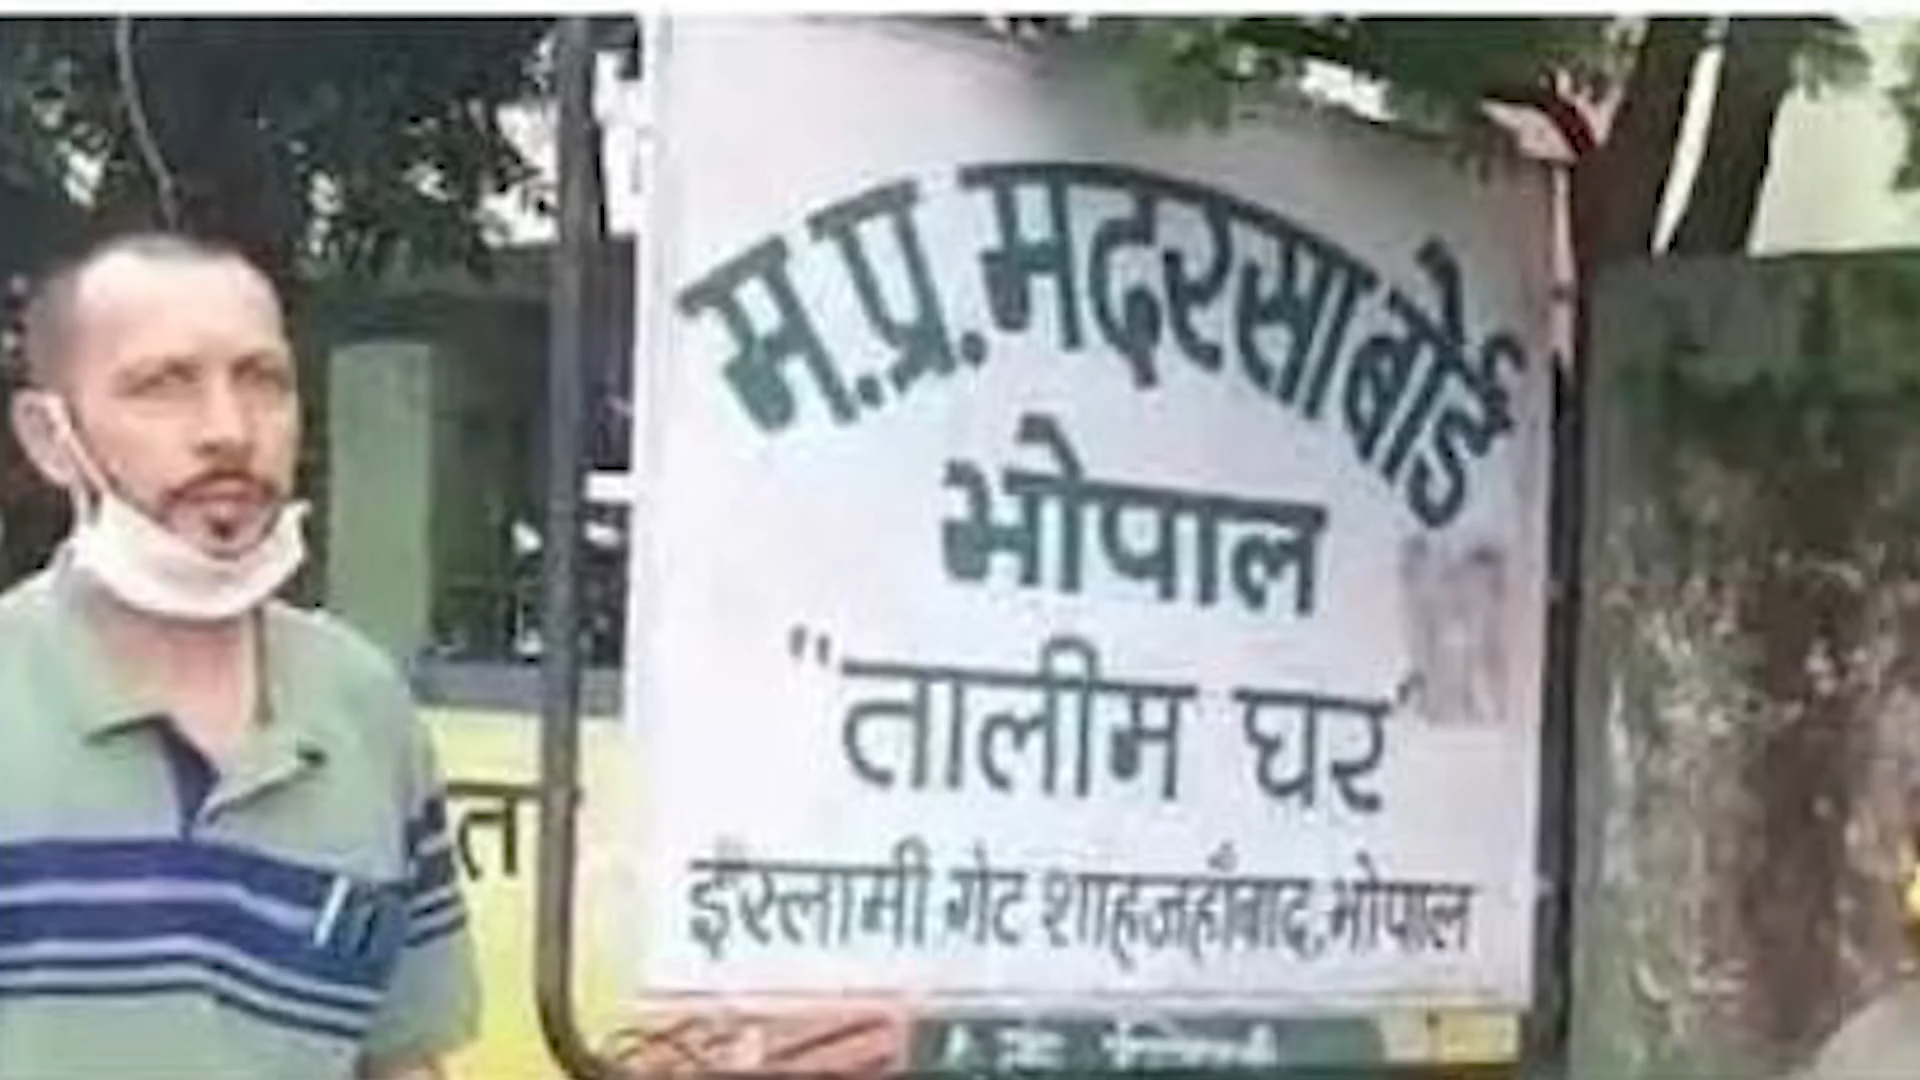 म.प्र. मदरसा बोर्ड
भोपाल
"तालीम घर"
इस्लामी गेट शाहजहाँबाद, भोपाल
त